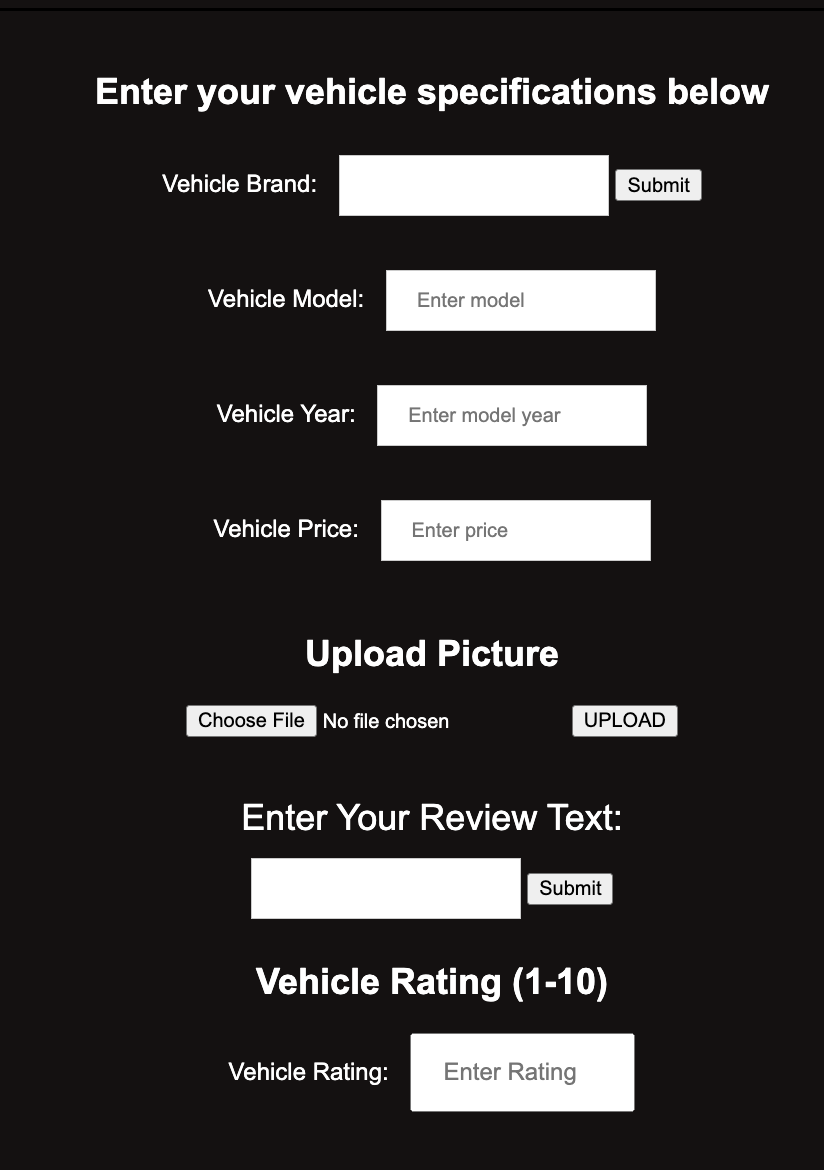 Enter your vehicle specifications below
Vehicle Brand: Submit
Vehicle Model: Enter model
Vehicle Year: Enter model year
Vehicle Price: Enter price
Upload Picture
Choose File No file chosen UPLOAD
Enter Your Review Text:
Submit
Vehicle Rating (1-10)
Vehicle Rating: Enter Rating